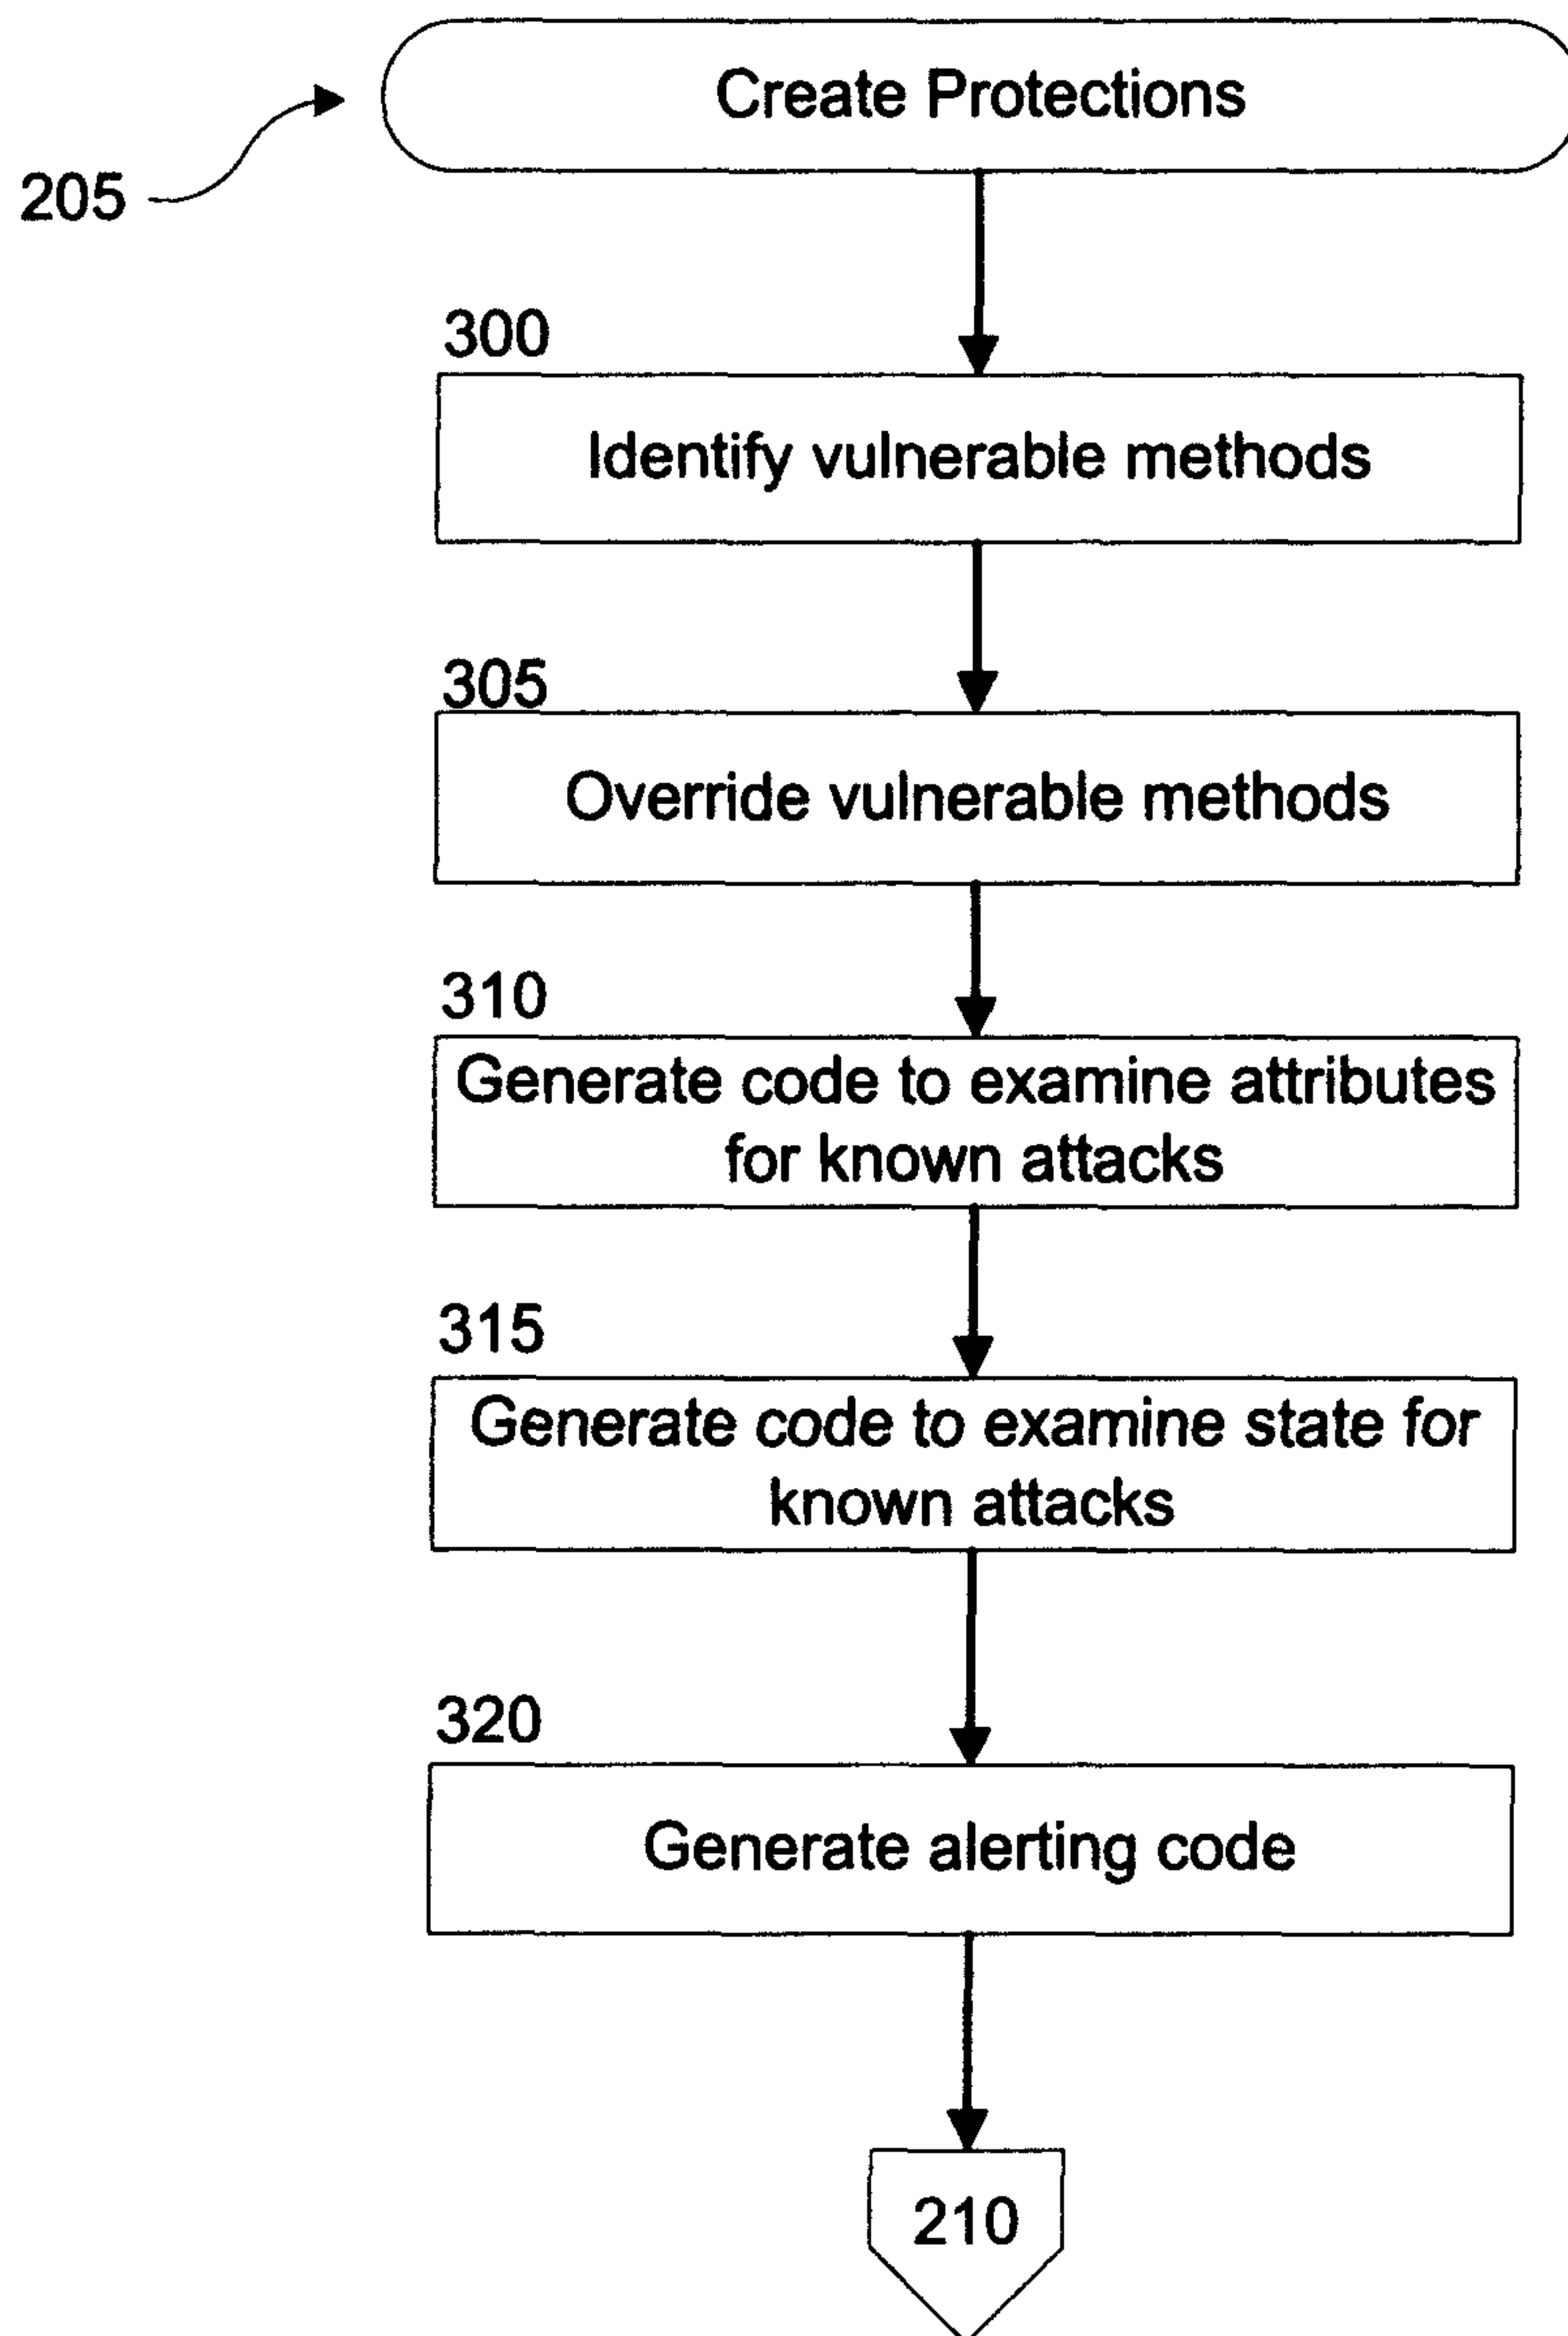 Create Protections
205
300
Identify vulnerable methods
305
Override vulnerable methods
310
Generate code to examine attributes
for known attacks
315
Generate code to examine state for
known attacks
320
Generate alerting code
210